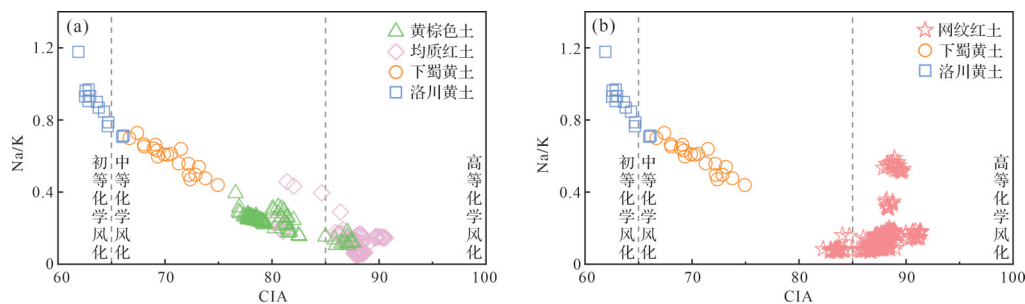 (a)
黄棕色土
均质红土
下蜀黄土
洛川黄土
初等化学风化
中等化学风化
高等化学风化
Na/K
1.2
0.8
0.4
0
60
70
80
90
100
CIA
(b)
网纹红土
下蜀黄土
洛川黄土
初等化学风化
中等化学风化
高等化学风化
Na/K
1.2
0.8
0.4
0
60
70
80
90
100
CIA